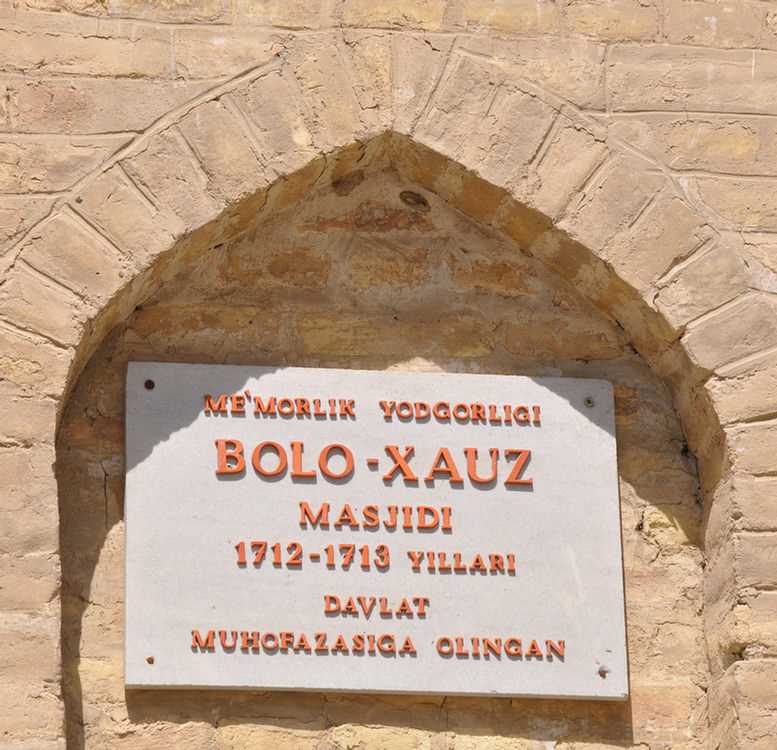 ME'MORLIK YODGORLIGI
BOLO-XAUZ
MASJIDI
1712-1713 YILLARI
DAVLAT
MUHOFAZASIGA OLINGAN